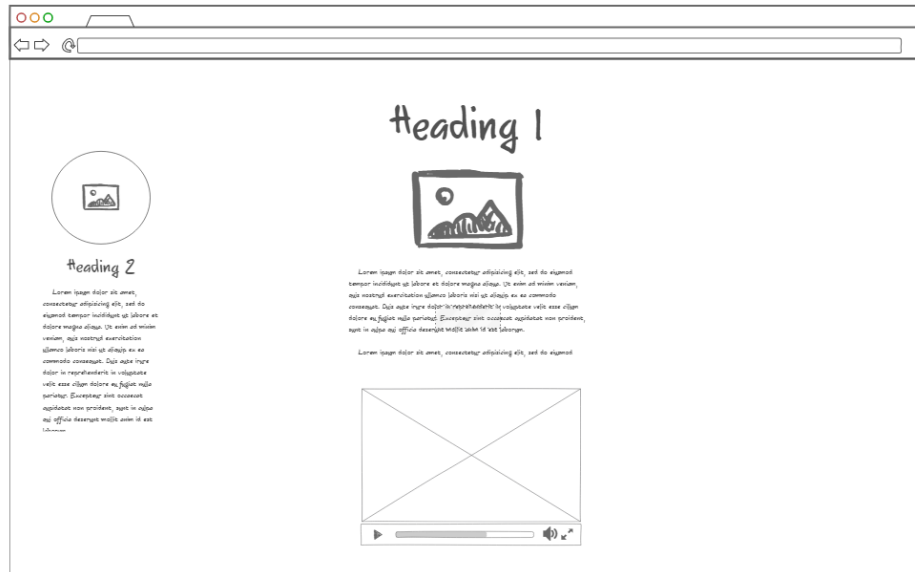 Heading 1
Heading 2
Lorem ipsum dolor sit amet,
consectetur adipisicing elit, sed do
eiusmod tempor incididunt ut labore et
dolore magna aliqua. Ut enim ad minim
veniam, quis nostrud exercitation
ullamco laboris nisi ut aliquip ex ea
commodo consequat. Duis aute irure
dolor in reprehenderit in voluptate
velit esse cillum dolore eu fugiat nulla
pariatur. Excepteur sint occaecat
cupidatat non proident, sunt in culpa
qui officia deserunt mollit anim id est
Lorem ipsum dolor sit amet, consectetur adipisicing elit, sed do eiusmod
tempor incididunt ut labore et dolore magna aliqua. Ut enim ad minim veniam,
quis nostrud exercitation ullamco laboris nisi ut aliquip ex ea commodo
consequat. Duis aute irure dolor in reprehenderit in voluptate velit esse cillum
dolore eu fugiat nulla pariatur. Excepteur sint occaecat cupidatat non proident,
sunt in culpa qui officia deserunt mollit anim id est laborum.
Lorem ipsum dolor sit amet, consectetur adipisicing elit, sed do eiusmod